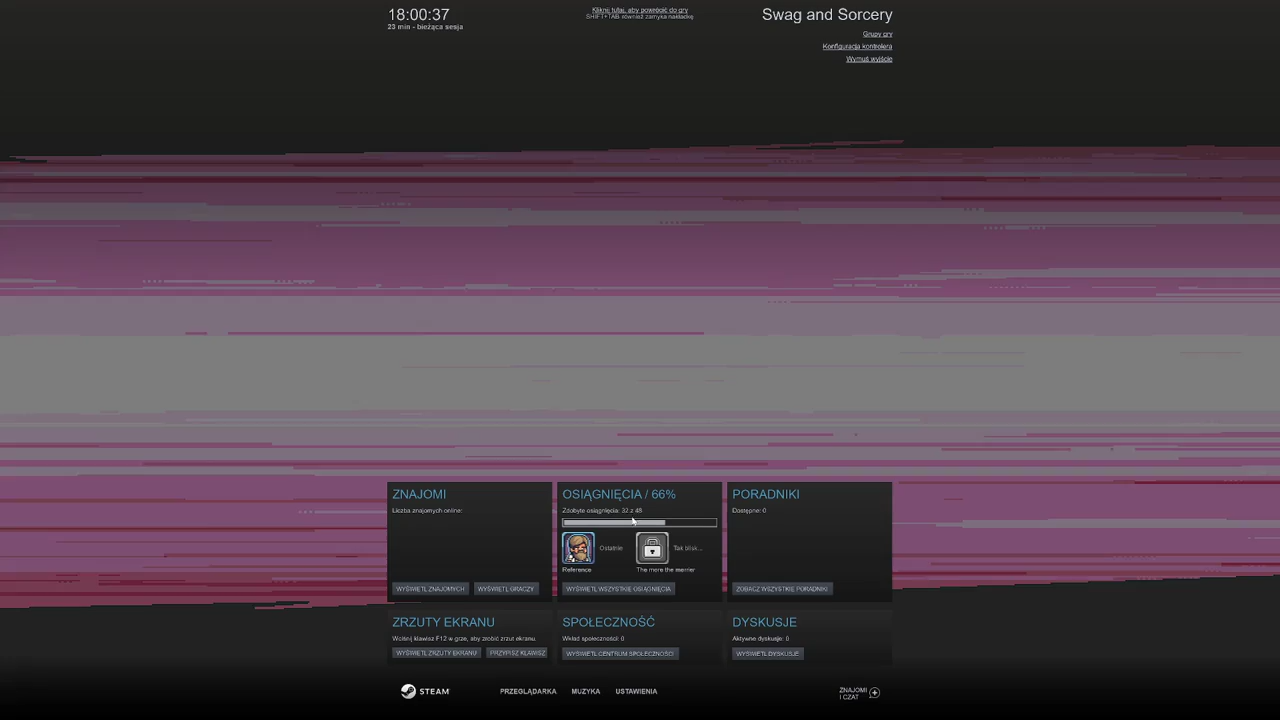 18:00:37
23 min - bieżąca sesja
Kliknij tutaj, aby powrócić do gry
SHIFT+TAB również zamyka nakładkę
Swag and Sorcery
Grupy gry
Konfiguracja kontrolera
Wymuś wyjście
ZNAJOMI
Liczba znajomych online:
WYŚWIETL ZNAJOMYCH
WYŚWIETL GRACZY
OSIĄGNIĘCIA / 66%
Zdobyte osiągnięcia: 32 z 48
Ostatnie
Tak blisk...
Reference
The more the merrier
WYŚWIETL WSZYSTKIE OSIĄGNIĘCIA
PORADNIKI
Dostępne: 0
ZOBACZ WSZYSTKIE PORADNIKI
ZRZUTY EKRANU
Wciśnij klawisz F12 w grze, aby zrobić zrzut ekranu.
WYŚWIETL ZRZUTY EKRANU
PRZYPISZ KLAWISZ
SPOŁECZNOŚĆ
Wkład społeczności: 0
WYŚWIETL CENTRUM SPOŁECZNOŚCI
DYSKUSJE
Aktywne dyskusje: 0
WYŚWIETL DYSKUSJE
STEAM
PRZEGLĄDARKA
MUZYKA
USTAWIENIA
ZNAJOMI
I CZAT